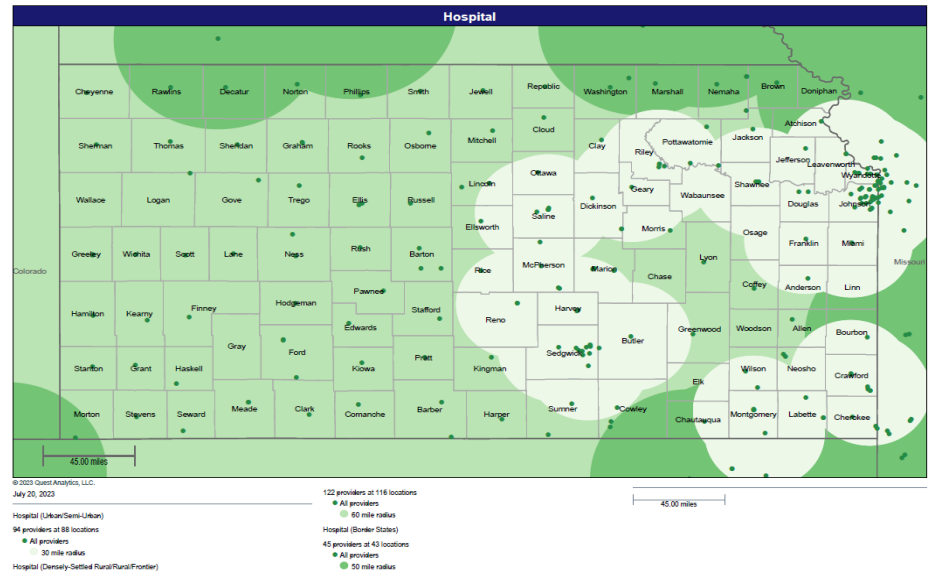 Hospital
Cheyenne Rawlins Decatur Norton Phillips Smith Jewell Republic Washington Marshall Nemaha Brown Doniphan
Sherman Thomas Sheridan Graham Rooks Osborne Mitchell Cloud Clay Riley Pottawatomie Jackson Atchison
Jefferson Leavenworth
Wyandotte
Wallace Logan Gove Trego Ellis Russell Lincoln Ottawa Geary Wabaunsee Shawnee
Saline Dickinson Douglas Johnson
Ellsworth Morris Osage
Greeley Wichita Scott Lane Ness Rush Barton McPherson Marion Lyon Franklin Miami
Colorado
Missouri
Rice Chase Coffey Anderson Linn
Hamilton Kearny Finney Hodgeman Pawnee Stafford Reno Harvey
Edwards
Gray Ford Sedgwick Butler Greenwood Woodson Allen Bourbon
Stanton Grant Haskell Kiowa Pratt Kingman Elk Wilson Neosho Crawford
Morton Stevens Seward Meade Clark Comanche Barber Harper Sumner Cowley Chautauqua Montgomery Labette Cherokee
45.00 miles
© 2023 Quest Analytics, LLC.
July 20, 2023
Hospital (Urban/Semi-Urban)
94 providers at 88 locations
All providers
30 mile radius
Hospital (Densely-Settled Rural/Rural/Frontier)
122 providers at 116 locations
All providers
60 mile radius
Hospital (Border States)
45 providers at 43 locations
All providers
50 mile radius
45.00 miles